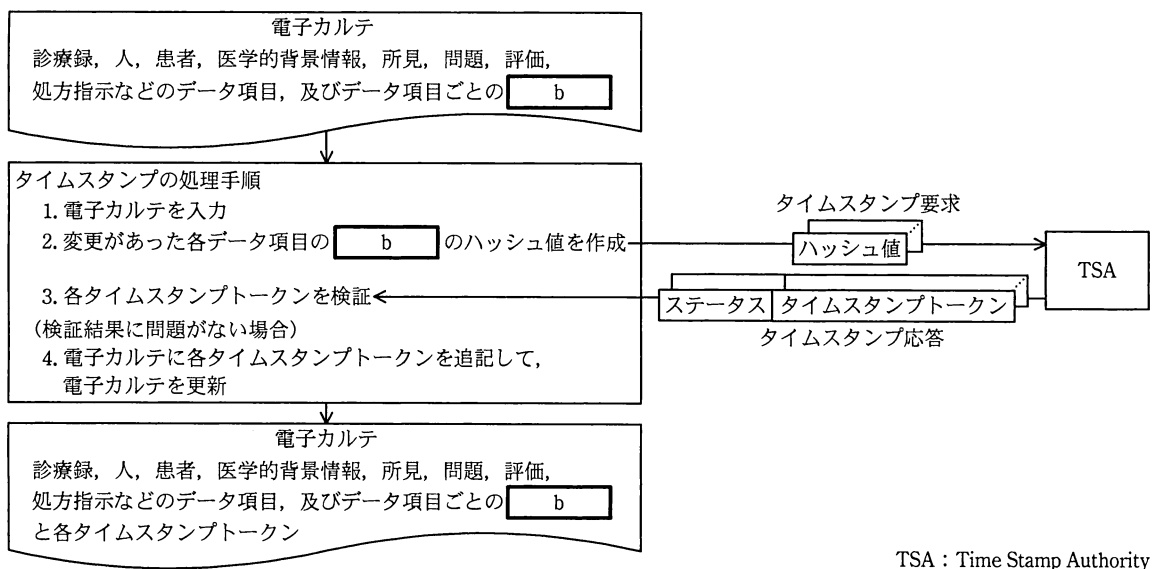 電子カルテ
診療録，人，患者，医学的背景情報，所見，問題，評価，
処方指示などのデータ項目，及びデータ項目ごとの b
タイムスタンプの処理手順
1. 電子カルテを入力
2. 変更があった各データ項目の b のハッシュ値を作成
3. 各タイムスタンプトークンを検証
(検証結果に問題がない場合)
4. 電子カルテに各タイムスタンプトークンを追記して，
電子カルテを更新
タイムスタンプ要求
ハッシュ値
TSA
ステータス タイムスタンプトークン
タイムスタンプ応答
電子カルテ
診療録，人，患者，医学的背景情報，所見，問題，評価，
処方指示などのデータ項目，及びデータ項目ごとの b
と各タイムスタンプトークン
TSA：Time Stamp Authority